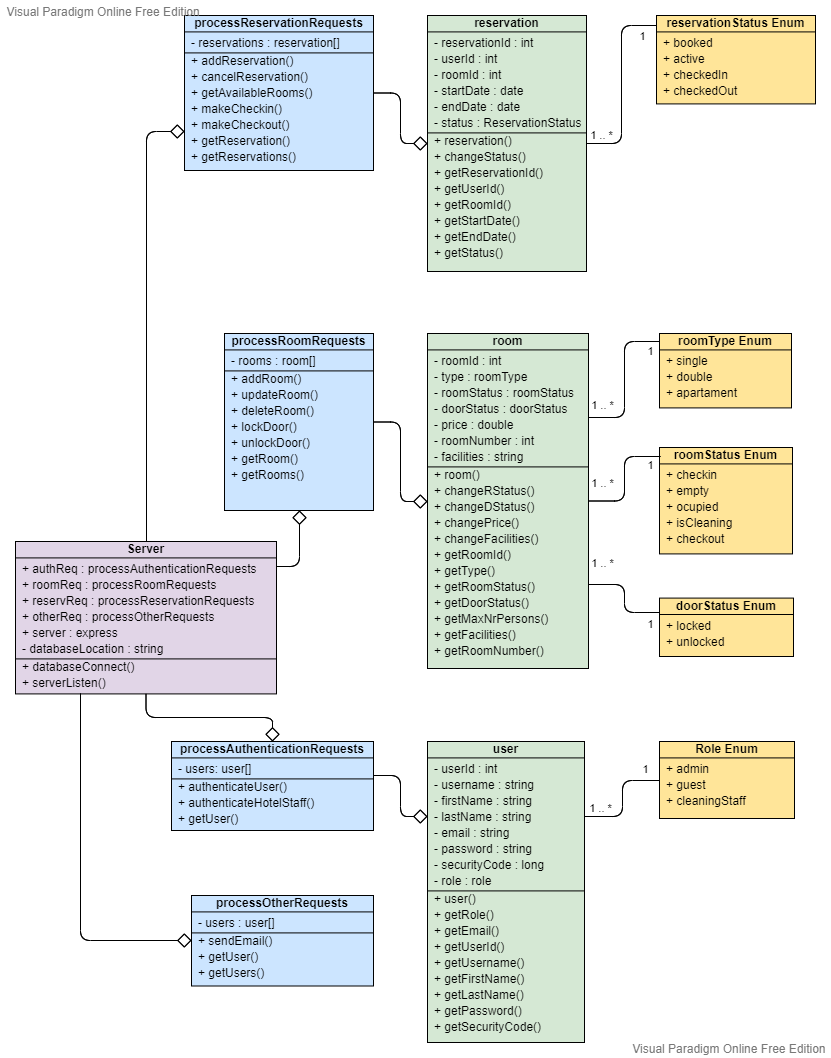 Visual Paradigm Online Free Edition
processReservationRequests
- reservations : reservation[]
+ addReservation()
+ cancelReservation()
+ getAvailableRooms()
+ makeCheckin()
+ makeCheckout()
+ getReservation()
+ getReservations()
reservation
- reservationId : int
- userId : int
- roomId : int
- startDate : date
- endDate : date
- status : ReservationStatus
+ reservation()
+ changeStatus()
+ getReservationId()
+ getUserId()
+ getRoomId()
+ getStartDate()
+ getEndDate()
+ getStatus()
1 .. *
1
reservationStatus Enum
+ booked
+ active
+ checkedIn
+ checkedOut
processRoomRequests
- rooms : room[]
+ addRoom()
+ updateRoom()
+ deleteRoom()
+ lockDoor()
+ unlockDoor()
+ getRoom()
+ getRooms()
room
- roomId : int
- type : roomType
- roomStatus : roomStatus
- doorStatus : doorStatus
- price : double
- roomNumber : int
- facilities : string
+ room()
+ changeRStatus()
+ changeDStatus()
+ changePrice()
+ changeFacilities()
+ getRoomId()
+ getType()
+ getRoomStatus()
+ getDoorStatus()
+ getMaxNrPersons()
+ getFacilities()
+ getRoomNumber()
1 .. *
1
roomType Enum
+ single
+ double
+ apartament
1 .. *
1
roomStatus Enum
+ checkin
+ empty
+ ocupied
+ isCleaning
+ checkout
1 .. *
1
doorStatus Enum
+ locked
+ unlocked
Server
+ authReq : processAuthenticationRequests
+ roomReq : processRoomRequests
+ reservReq : processReservationRequests
+ otherReq : processOtherRequests
+ server : express
- databaseLocation : string
+ databaseConnect()
+ serverListen()
processAuthenticationRequests
- users: user[]
+ authenticateUser()
+ authenticateHotelStaff()
+ getUser()
user
- userId : int
- username : string
- firstName : string
- lastName : string
- email : string
- password : string
- securityCode : long
- role : role
+ user()
+ getRole()
+ getEmail()
+ getUserId()
+ getUsername()
+ getFirstName()
+ getLastName()
+ getPassword()
+ getSecurityCode()
1 .. *
1
Role Enum
+ admin
+ guest
+ cleaningStaff
processOtherRequests
- users : user[]
+ sendEmail()
+ getUser()
+ getUsers()
Visual Paradigm Online Free Edition